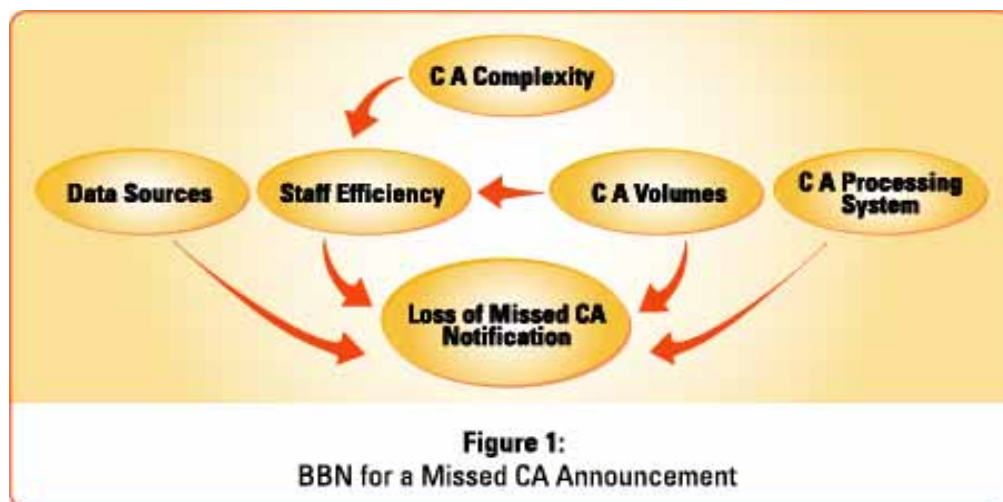 C A Complexity
Data Sources
Staff Efficiency
C A Volumes
C A Processing
System
Loss of Missed CA
Notification
Figure 1:
BBN for a Missed CA Announcement